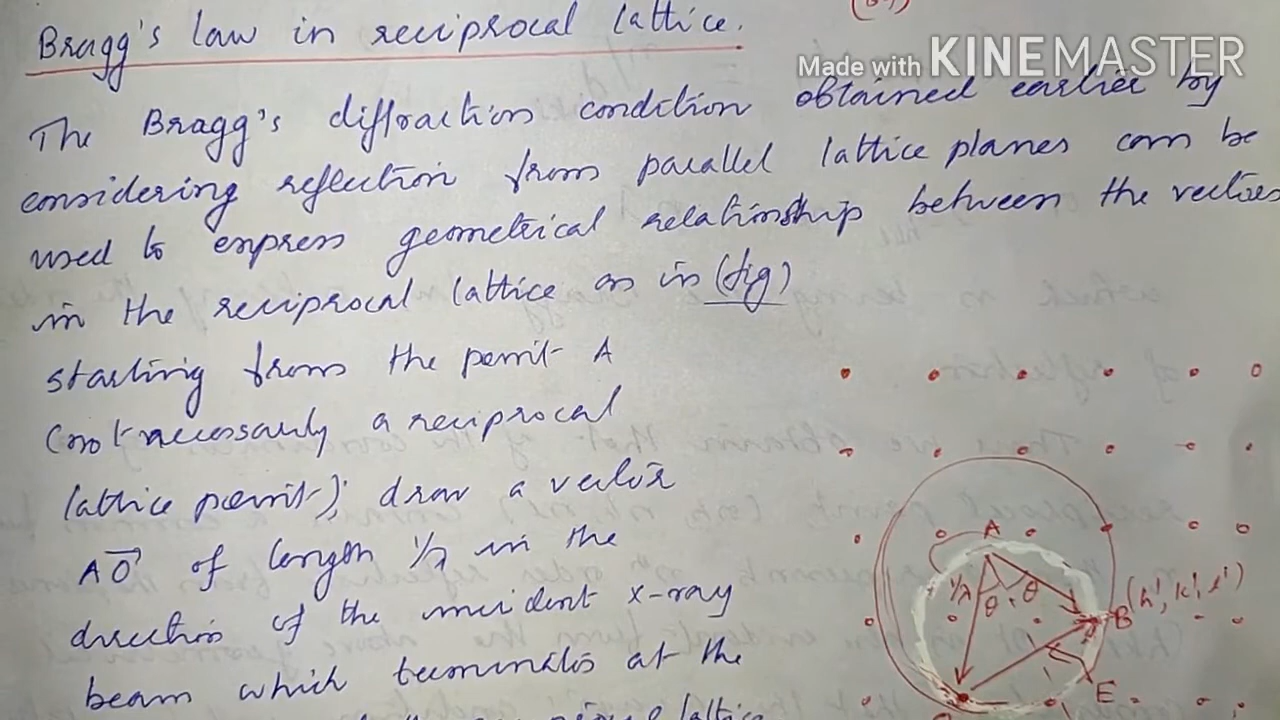 Bragg's law in reciprocal lattice.
Made with KINEMASTER
The Bragg's diffraction condition obtained earlier by
considering reflection from parallel lattice planes can be
used to express geometrical relationship between the vectors
in the reciprocal lattice as in (fig)
starting from the point A
(not necessarily a reciprocal
lattice point); draw a vector
AO⃗ of length 1/λ in the
direction of the incident x-ray
beam which terminates at the
lattice
A
1/λ
θ θ
B (h', k', l')
E